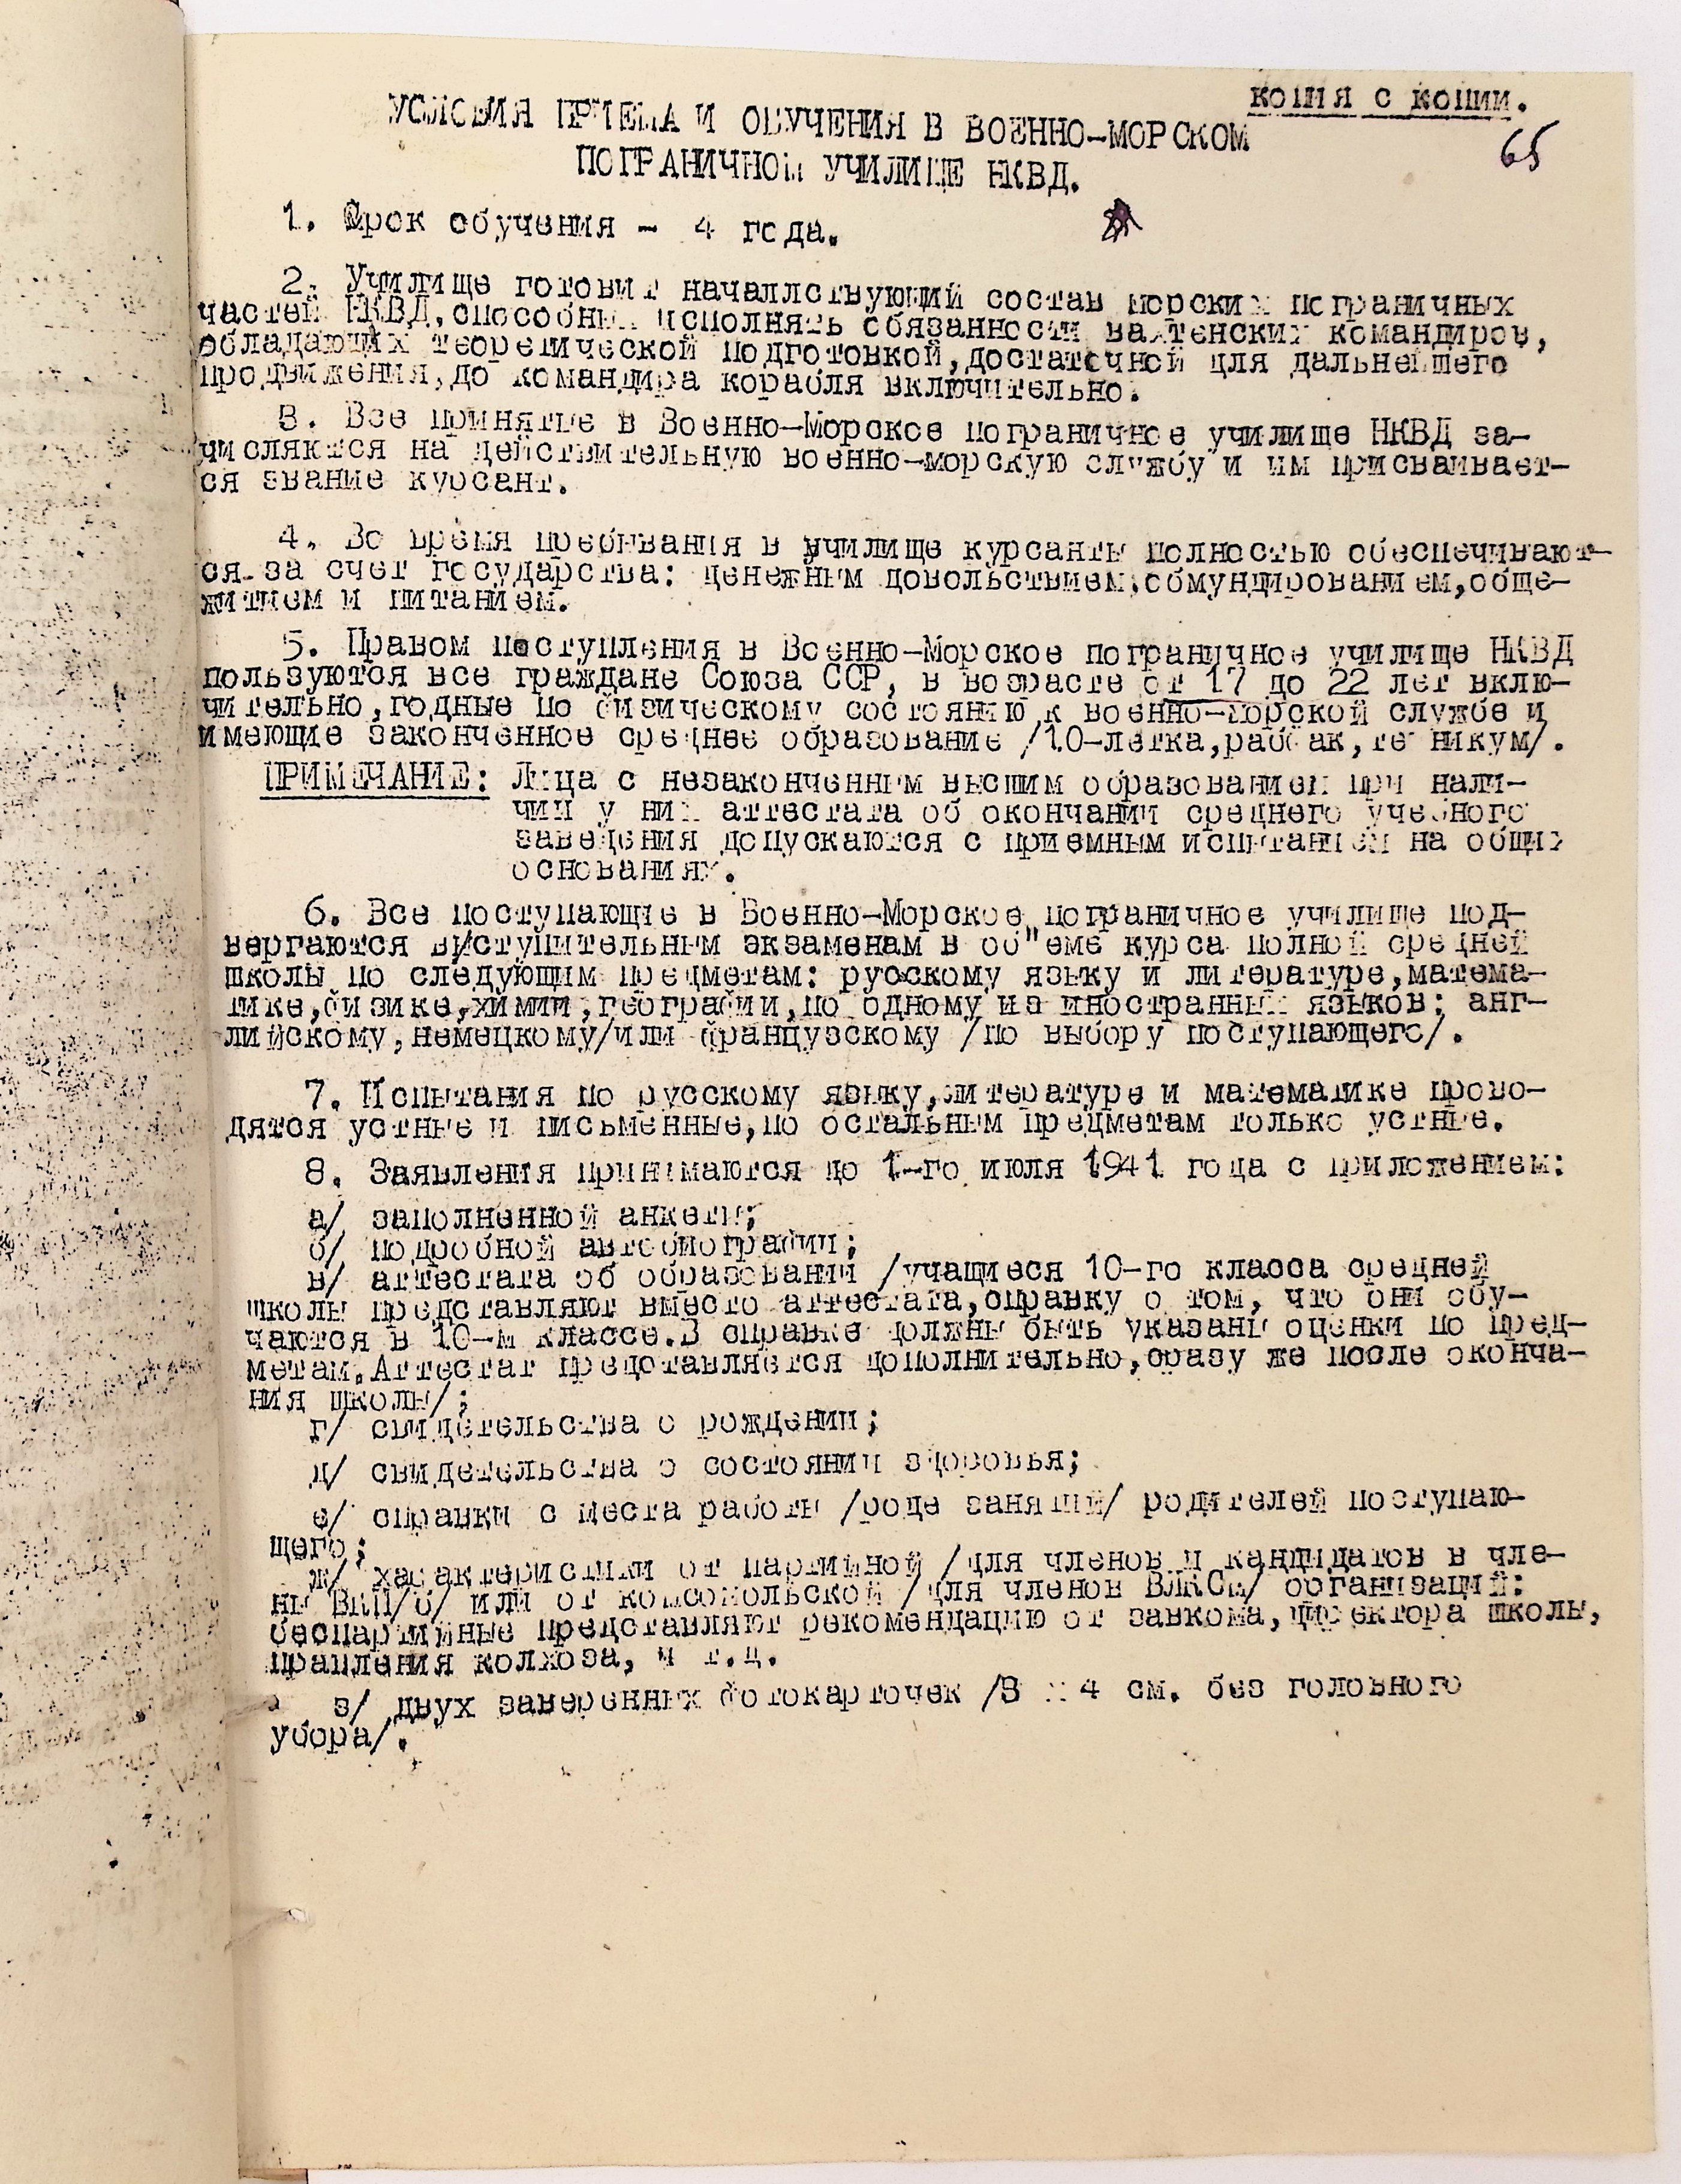 копия с копии.
65
УСЛОВИЯ ПРИЕМА И ОБУЧЕНИЯ В ВОЕННО-МОРСКОМ
ПОГРАНИЧНОМ УЧИЛИЩЕ НКВД.
1. Срок обучения - 4 года.
2. Училище готовит началлствующий состав морских пограничных
частей НКВД,способных исполнять обязанности вахтенских командиров,
обладающих теоретической подготовкой,достаточной для дальнейшего
продвижения,до командира корабля включительно.
3. Все принятые в Военно-Морское пограничное училище НКВД за-
числяются на действительную военно-морскую службу и им присваивает-
ся звание курсант.
4. Во время пребывания в училище курсанты полностью обеспечивают-
ся-за счет государства: денежным довольствием,обмундированием,обще-
житием и питанием.
5. Правом поступления в Военно-Морское пограничное училище НКВД
пользуются все граждане Союза ССР, в возрасте от 17 до 22 лет вклю-
чительно,годные по физическому состоянию к военно-морской службе и
имеющие законченное среднее образование /10-летка,рабфак,техникум/.
ПРИМЕЧАНИЕ: Лица с незаконченным высшим образованием при нали-
чии у них аттестата об окончании среднего учебного
заведения допускаются с приемным испытанием на общих
основаниях.
6. Все поступающие в Военно-Морское пограничное училище под-
вергаются вступительным экзаменам в об"еме курса полной средней
школы по следующим предметам: русскому языку и литературе,матема-
тике,физике,химии,географии,по одному из иностранных языков: анг-
лийскому,немецкому/или французскому /по выбору поступающего/.
7. Испытания по русскому языку,литературе и математике прово-
дятся устные и письменные,по остальным предметам только устные.
8. Заявления принимаются до 1-го июля 1941 года с приложением:
а/ заполненной анкеты;
б/ подробной автобиографии;
в/ аттестата об образовании /учащиеся 10-го класса средней
школы представляют вместо аттестата,справку о том, что они обу-
чаются в 10-м классе.В справке должны быть указаны оценки по пред-
метам.Аттестат представляется дополнительно,сразу же после оконча-
ния школы/;
г/ свидетельства о рождении;
д/ свидетельства о состоянии здоровья;
е/ справки с места работы /роде занятий/ родителей поступаю-
щего;
ж/ характеристики от партийной /для членов и кандидатов в чле-
ны ВКП/б/ или от комсомольской /для членов ВЛКСМ/ организаций:
беспартийные представляют рекомендацию от завкома,директора школы,
правления колхоза, и т.д.
з/ двух заверенных фотокарточек /3 х 4 см. без головного
убора/.